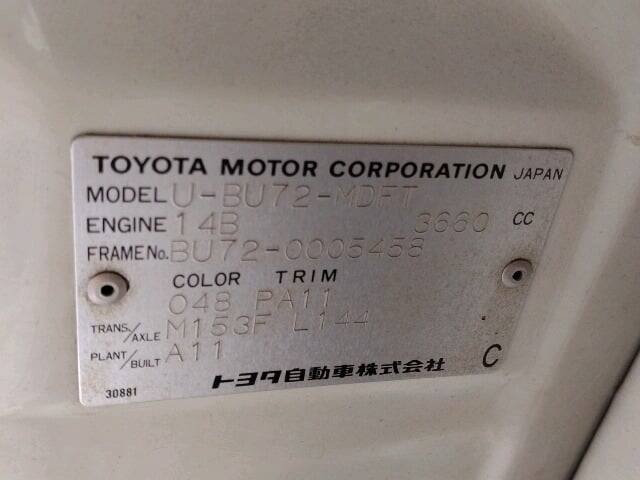 TOYOTA MOTOR CORPORATION JAPAN
MODEL U-BU72-MDFT
ENGINE 14B 3660 CC
FRAME No. BU72-0005458
COLOR TRIM
048 PA11
TRANS/AXLE M153F L144
PLANT/BUILT A11
トヨタ自動車株式会社 C
30881